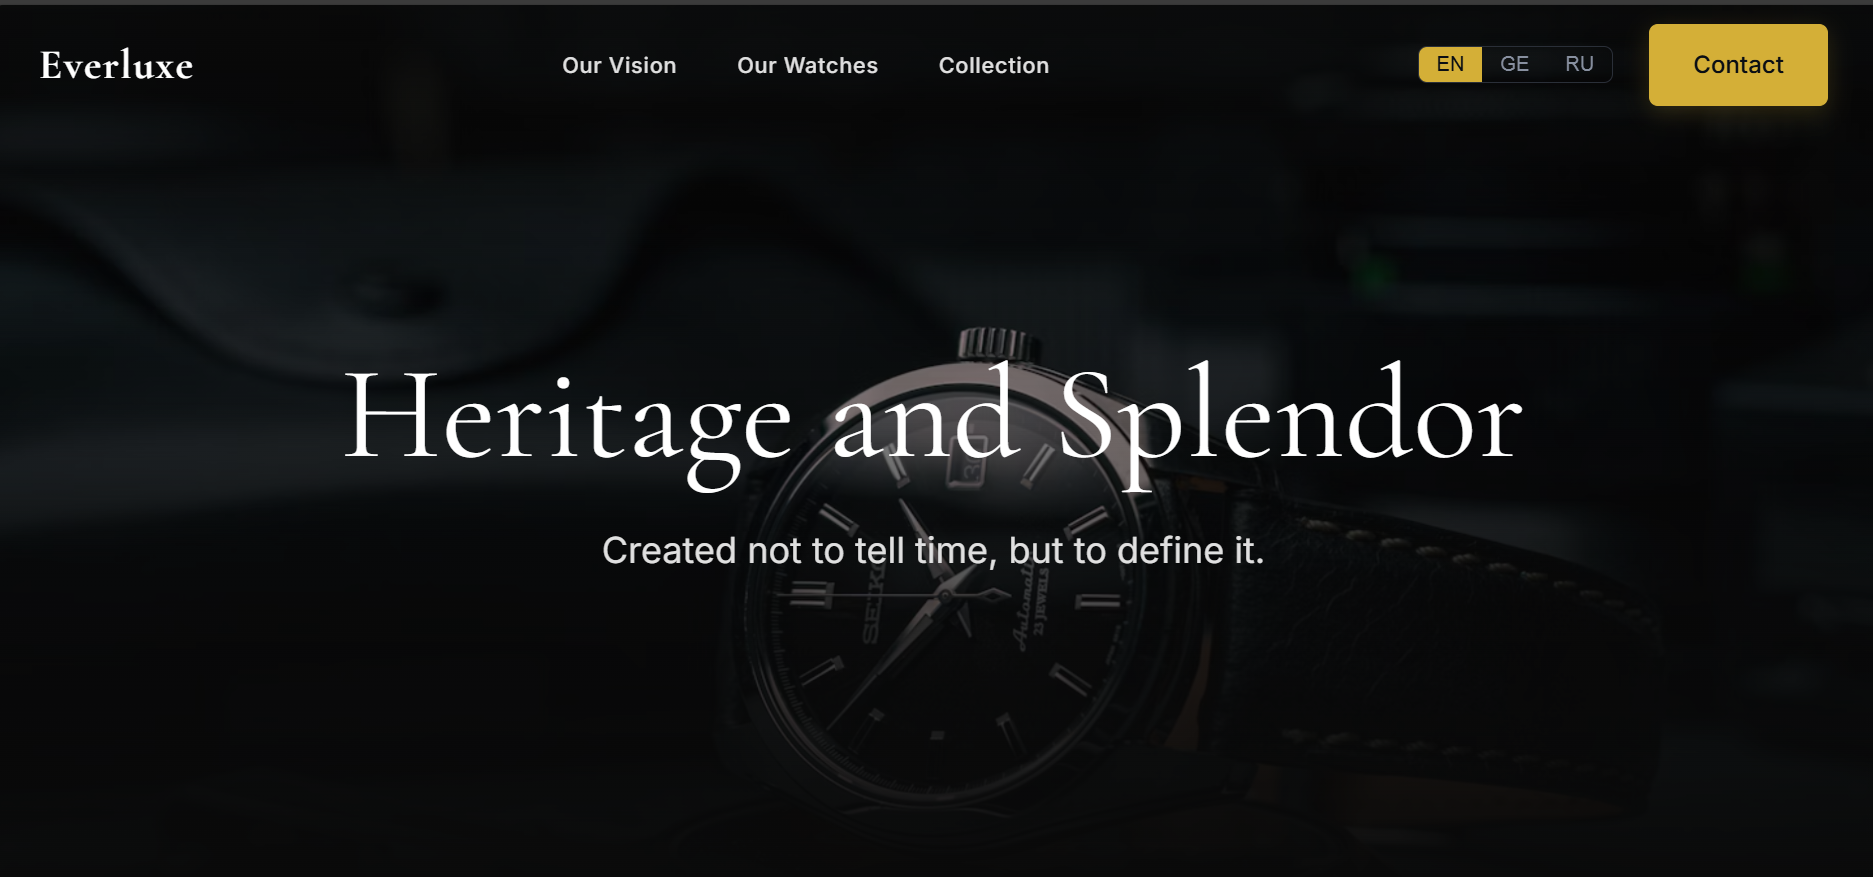 Everluxe
Our Vision
Our Watches
Collection
EN
GE
RU
Contact
Heritage and Splendor
Created not to tell time, but to define it.
SEIKO
Automatic
23 JEWELS